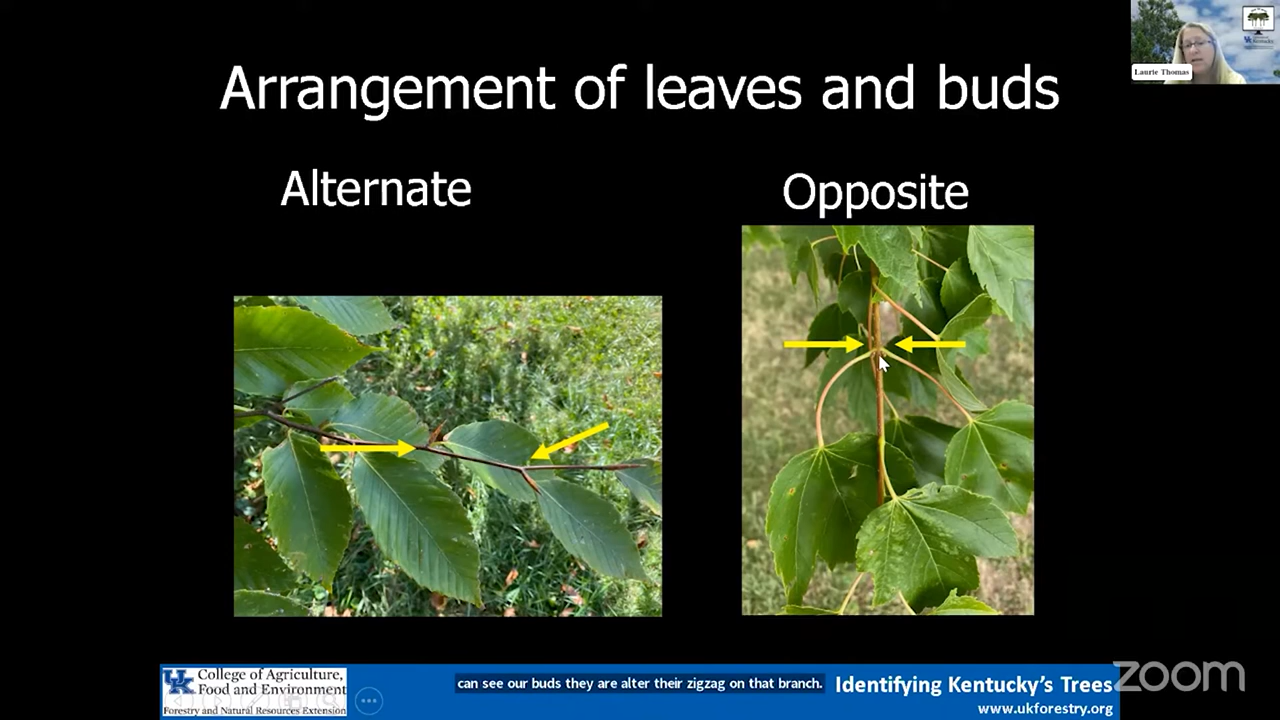 Laurie Thomas
Arrangement of leaves and buds
Alternate
Opposite
UK
College of Agriculture,
Food and Environment
Forestry and Natural Resources Extension
can see our buds they are alter their zigzag on that branch.
Identifying Kentucky's Trees
www.ukforestry.org
zoom